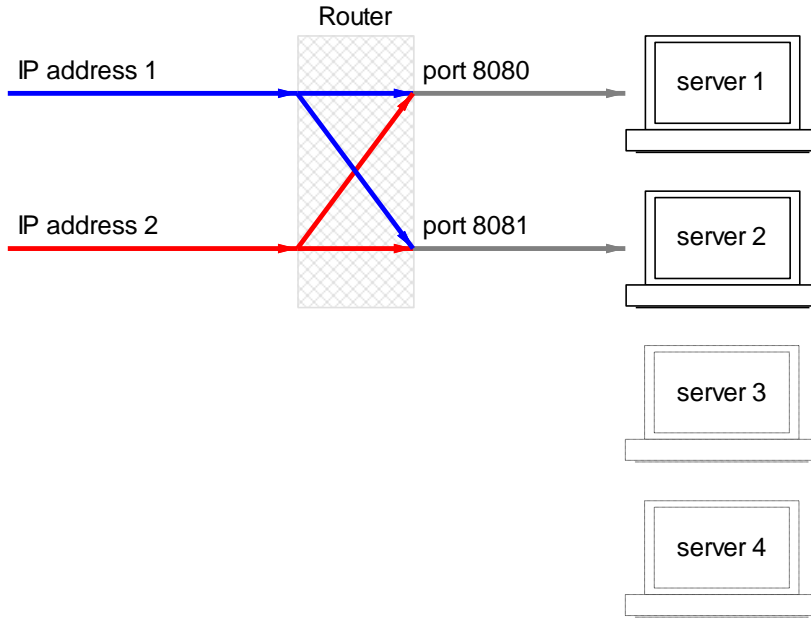 Router
IP address 1
port 8080
server 1
IP address 2
port 8081
server 2
server 3
server 4